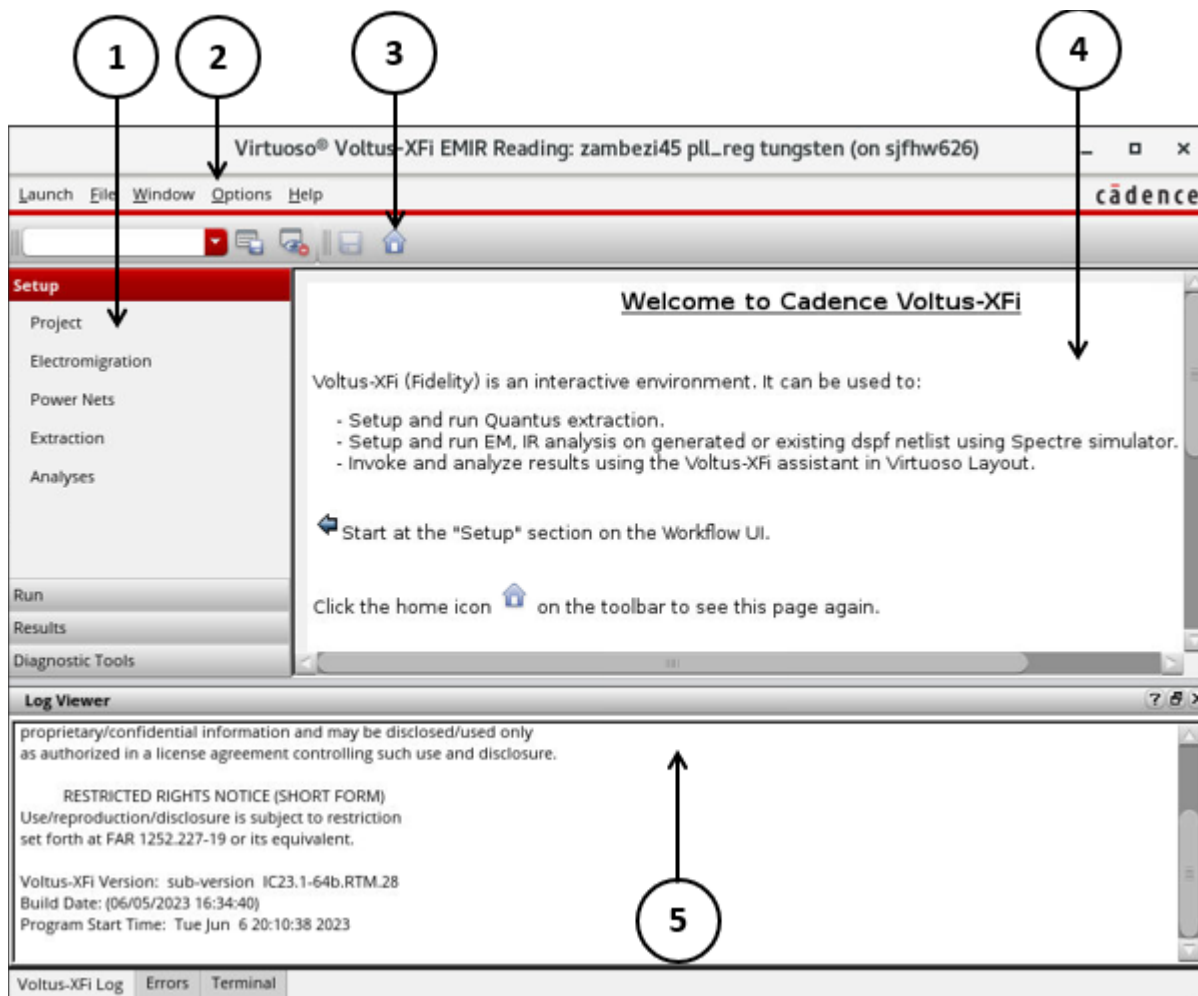 1 2 3 4
Virtuoso® Voltus-XFi EMIR Reading: zambezi45 pll_reg tungsten (on sjfhw626)
Launch File Window Options Help cādence
Setup
Project
Electromigration
Power Nets
Extraction
Analyses
Run
Results
Diagnostic Tools
Welcome to Cadence Voltus-XFi
Voltus-XFi (Fidelity) is an interactive environment. It can be used to:
- Setup and run Quantus extraction.
- Setup and run EM, IR analysis on generated or existing dspf netlist using Spectre simulator.
- Invoke and analyze results using the Voltus-XFi assistant in Virtuoso Layout.
Start at the "Setup" section on the Workflow UI.
Click the home icon on the toolbar to see this page again.
Log Viewer
proprietary/confidential information and may be disclosed/used only
as authorized in a license agreement controlling such use and disclosure.
RESTRICTED RIGHTS NOTICE (SHORT FORM)
Use/reproduction/disclosure is subject to restriction
set forth at FAR 1252.227-19 or its equivalent.
Voltus-XFi Version: sub-version IC23.1-64b.RTM.28
Build Date: (06/05/2023 16:34:40)
Program Start Time: Tue Jun 6 20:10:38 2023
5
Voltus-XFi Log Errors Terminal